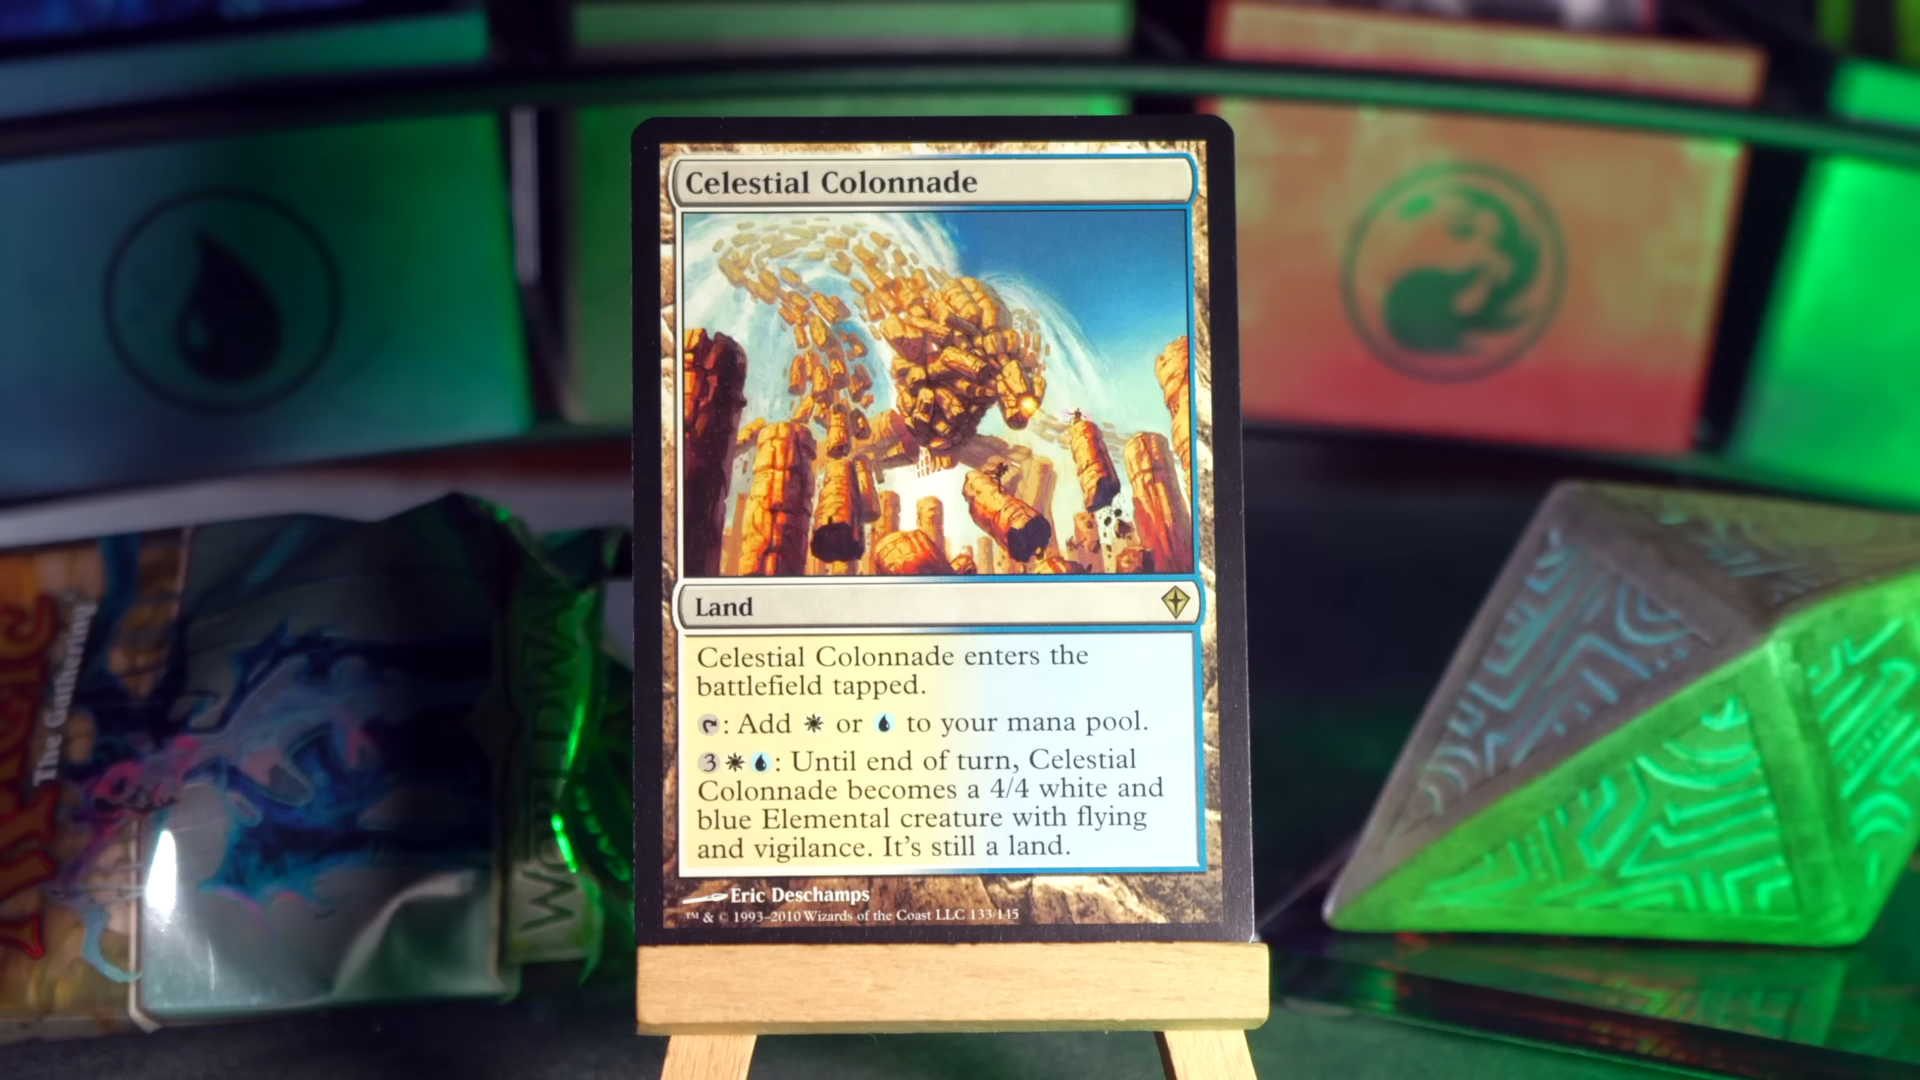 Celestial Colonnade
Land
Celestial Colonnade enters the
battlefield tapped.
: Add or to your mana pool.
3 : Until end of turn, Celestial
Colonnade becomes a 4/4 white and
blue Elemental creature with flying
and vigilance. It's still a land.
Eric Deschamps
™ & © 1993–2010 Wizards of the Coast LLC 133/145
MAGIC
The Gathering
WORLDWAKE